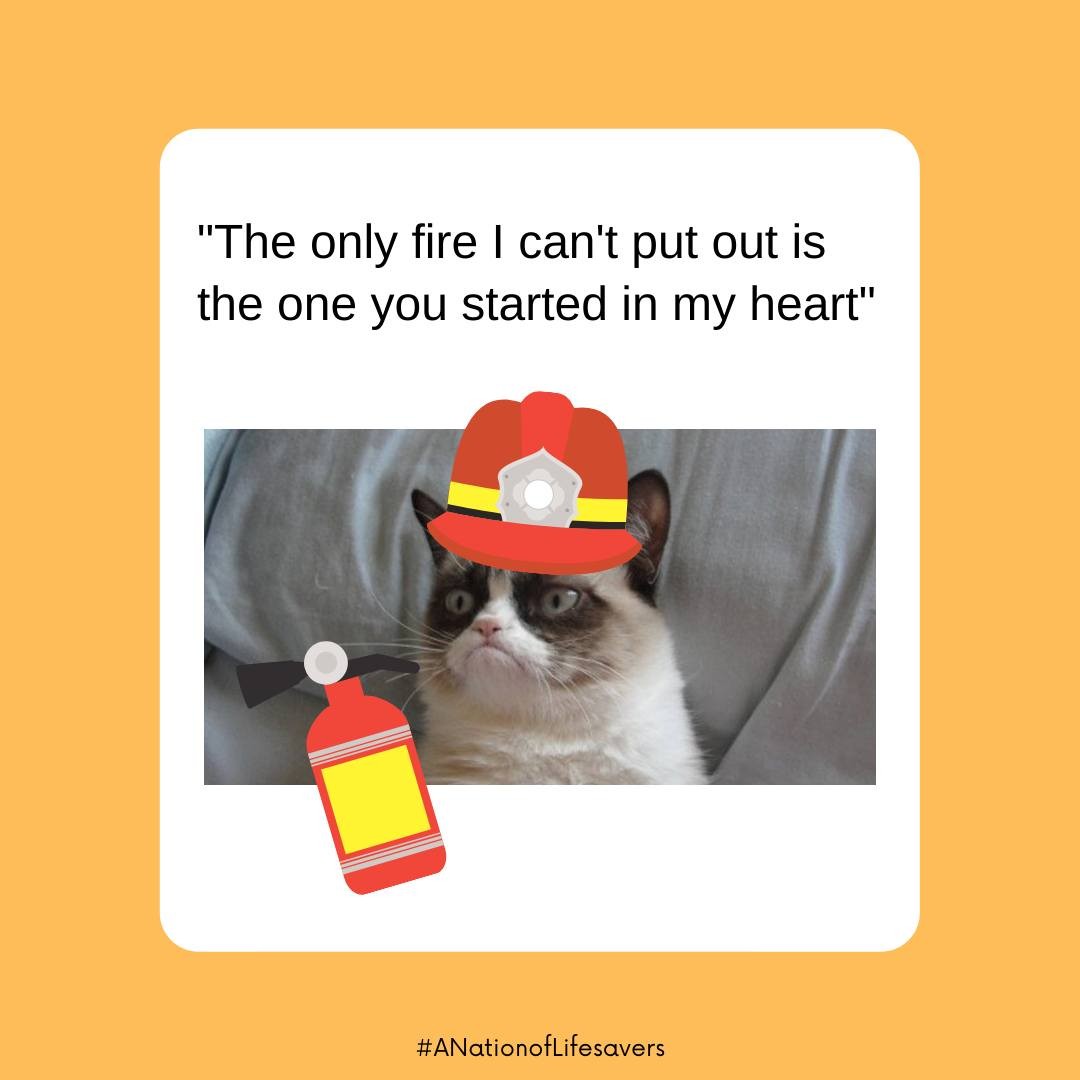 "The only fire I can't put out is
the one you started in my heart"
#ANationofLifesavers